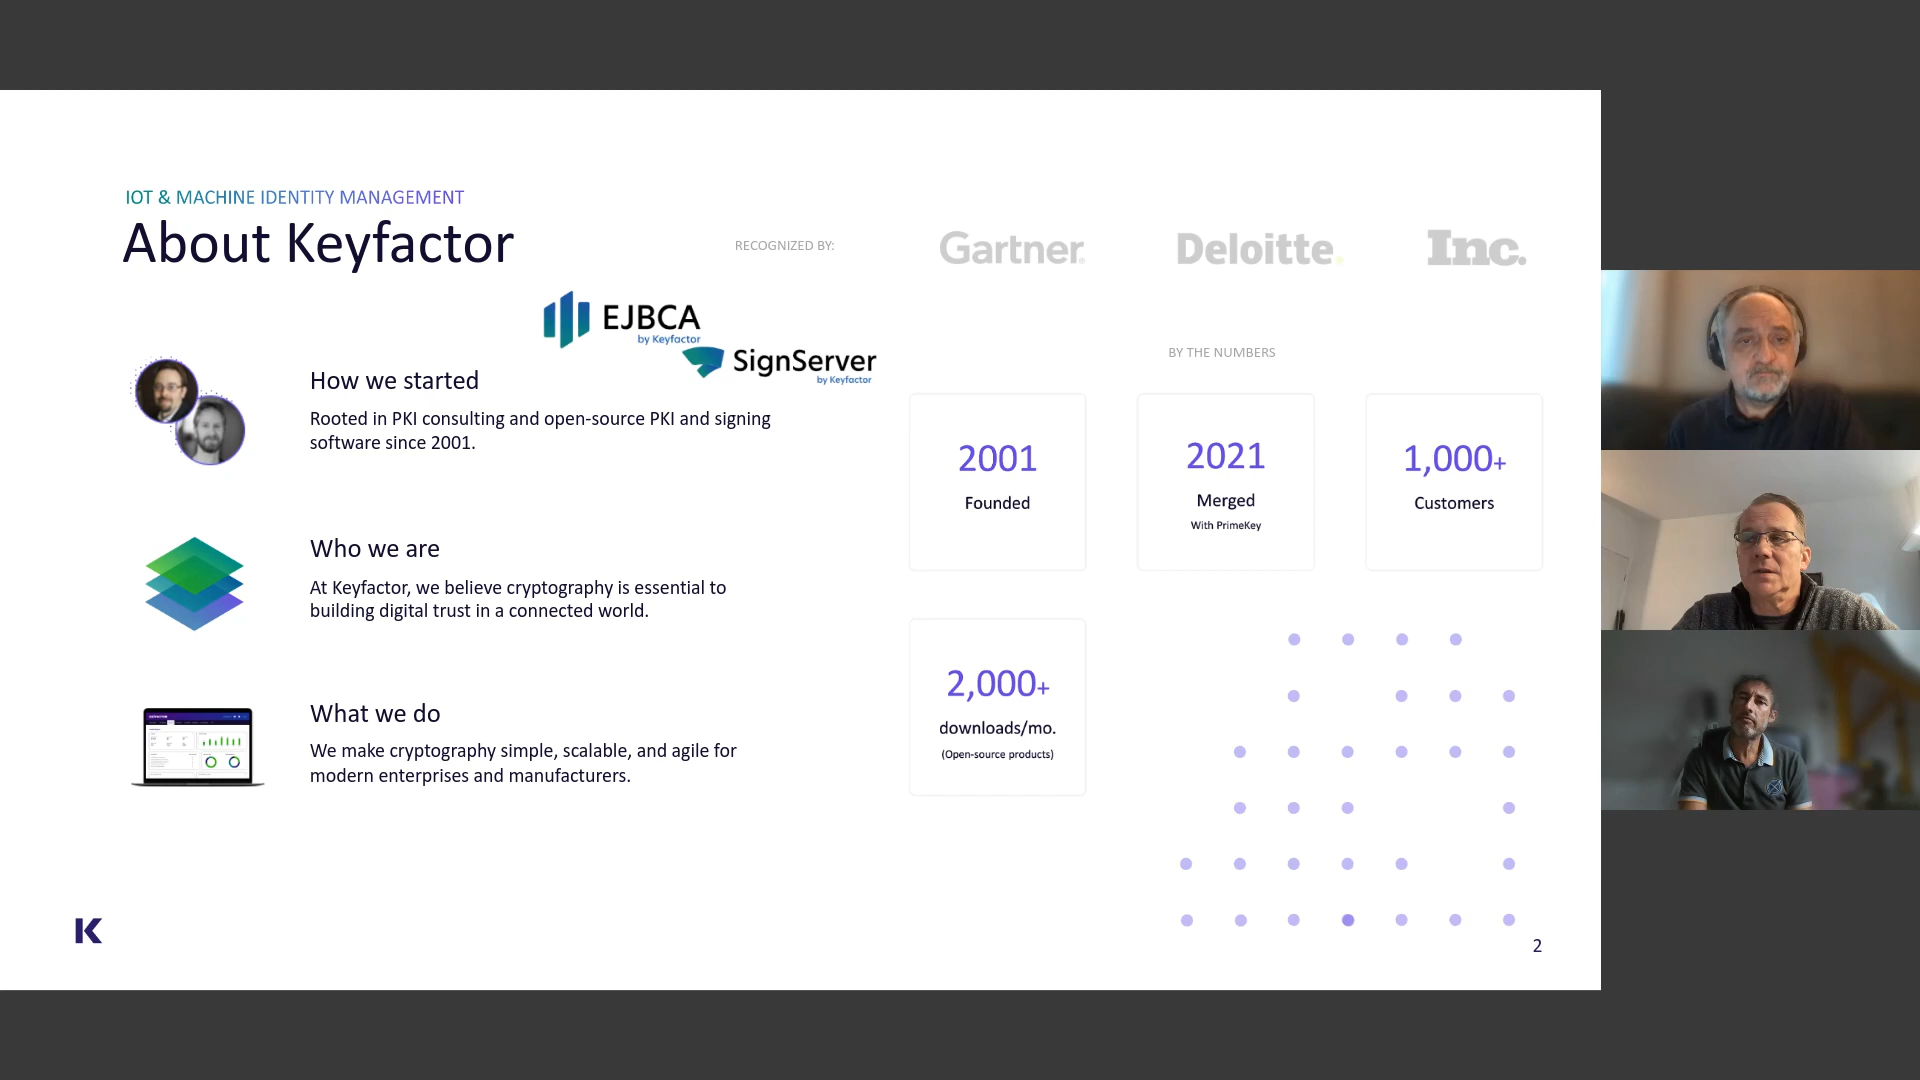 IOT & MACHINE IDENTITY MANAGEMENT
About Keyfactor
RECOGNIZED BY:
Gartner.
Deloitte.
Inc.
EJBCA
by Keyfactor
SignServer
by Keyfactor
How we started
Rooted in PKI consulting and open-source PKI and signing
software since 2001.
Who we are
At Keyfactor, we believe cryptography is essential to
building digital trust in a connected world.
What we do
We make cryptography simple, scalable, and agile for
modern enterprises and manufacturers.
BY THE NUMBERS
2001
Founded
2021
Merged
With PrimeKey
1,000+
Customers
2,000+
downloads/mo.
(Open-source products)
K
2